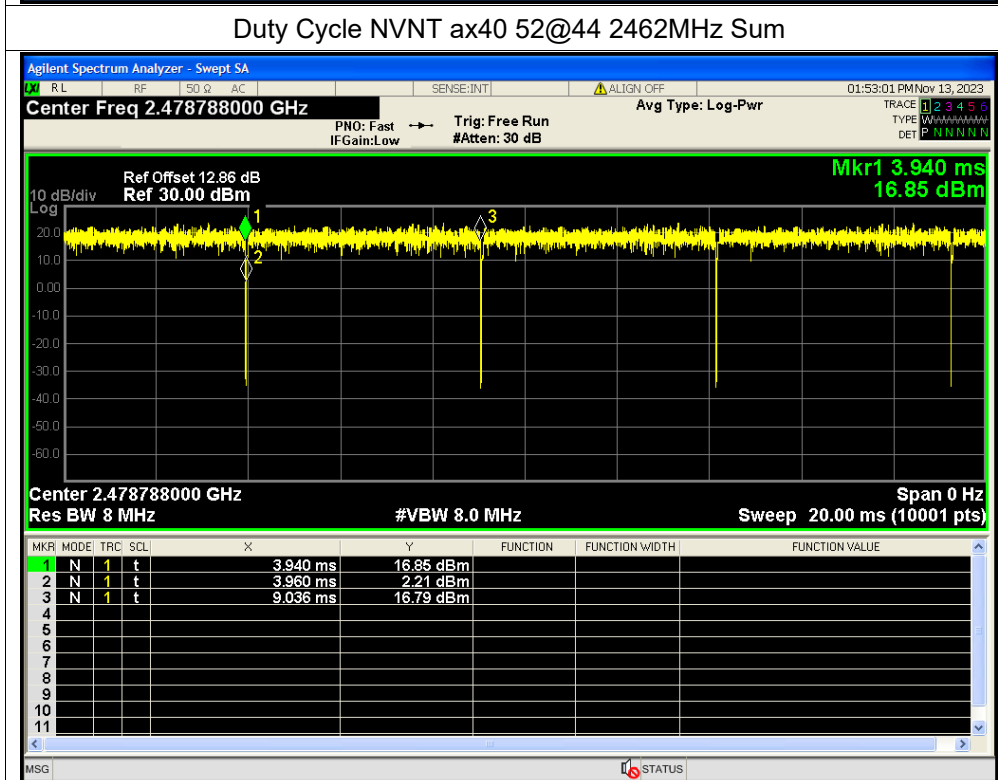 Duty Cycle NVNT ax40 52@44 2462MHz Sum
Agilent Spectrum Analyzer - Swept SA
LXI RL RF 50 Ω AC SENSE:INT ALIGN OFF 01:53:01 PM Nov 13, 2023
Center Freq 2.478788000 GHz Avg Type: Log-Pwr TRACE 1 2 3 4 5 6
PNO: Fast Trig: Free Run TYPE WWWWWW
IFGain:Low #Atten: 30 dB DET P N N N N N
Mkr1 3.940 ms
Ref Offset 12.86 dB
10 dB/div Ref 30.00 dBm 16.85 dBm
Log
1
3
20.0
2
10.0
0.00
-10.0
-20.0
-30.0
-40.0
-50.0
-60.0
Center 2.478788000 GHz Span 0 Hz
Res BW 8 MHz #VBW 8.0 MHz Sweep 20.00 ms (10001 pts)
MKR MODE TRC SCL X Y FUNCTION FUNCTION WIDTH FUNCTION VALUE
1 N 1 t 3.940 ms 16.85 dBm
2 N 1 t 3.960 ms 2.21 dBm
3 N 1 t 9.036 ms 16.79 dBm
4
5
6
7
8
9
10
11
MSG STATUS